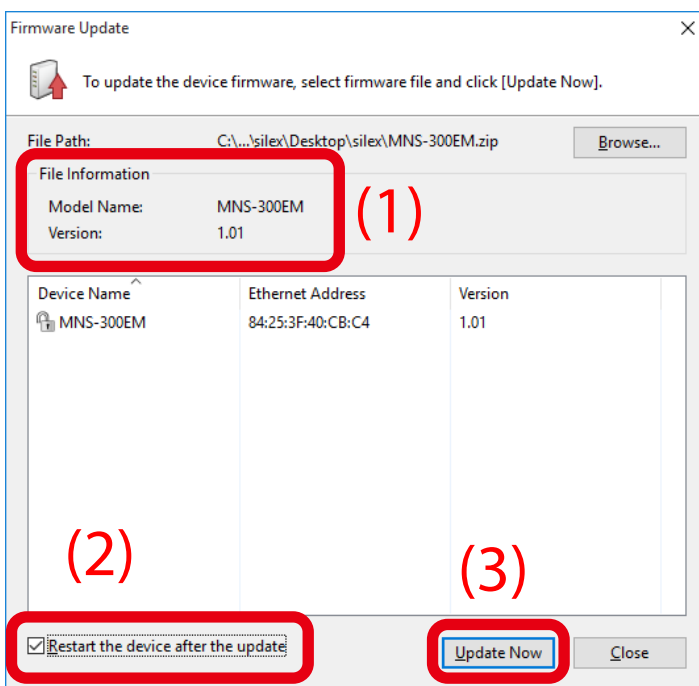 Firmware Update
To update the device firmware, select firmware file and click [Update Now].
File Path: C:\...\silex\Desktop\silex\MNS-300EM.zip Browse...
File Information
Model Name: MNS-300EM
Version: 1.01
(1)
Device Name Ethernet Address Version
MNS-300EM 84:25:3F:40:CB:C4 1.01
(2)
(3)
Restart the device after the update Update Now Close